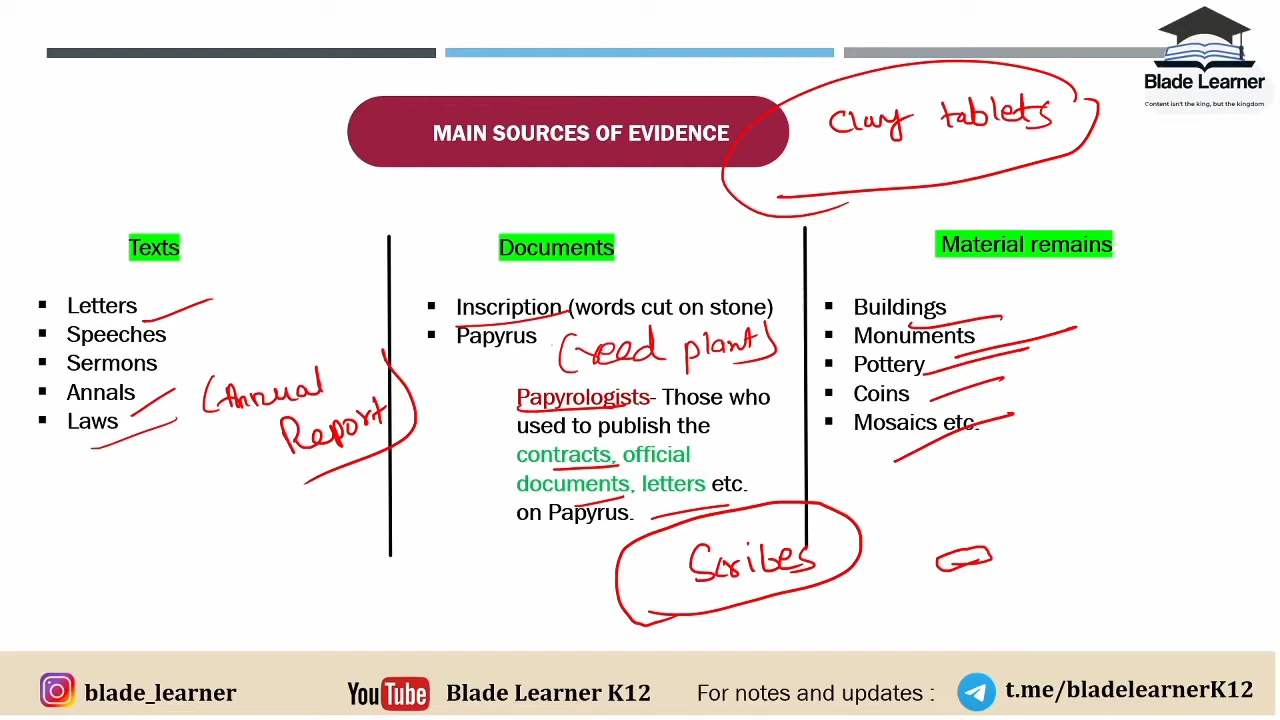 Blade Learner
Content isn't the king, but the kingdom
MAIN SOURCES OF EVIDENCE
Clay tablets
Texts
▪ Letters
▪ Speeches
▪ Sermons
▪ Annals
▪ Laws
(Annual
Report)
Documents
▪ Inscription (words cut on stone)
▪ Papyrus
(reed plant)
Papyrologists- Those who
used to publish the
contracts, official
documents, letters etc.
on Papyrus.
Scribes
Material remains
▪ Buildings
▪ Monuments
▪ Pottery
▪ Coins
▪ Mosaics etc.
blade_learner
YouTube Blade Learner K12
For notes and updates : t.me/bladelearnerK12